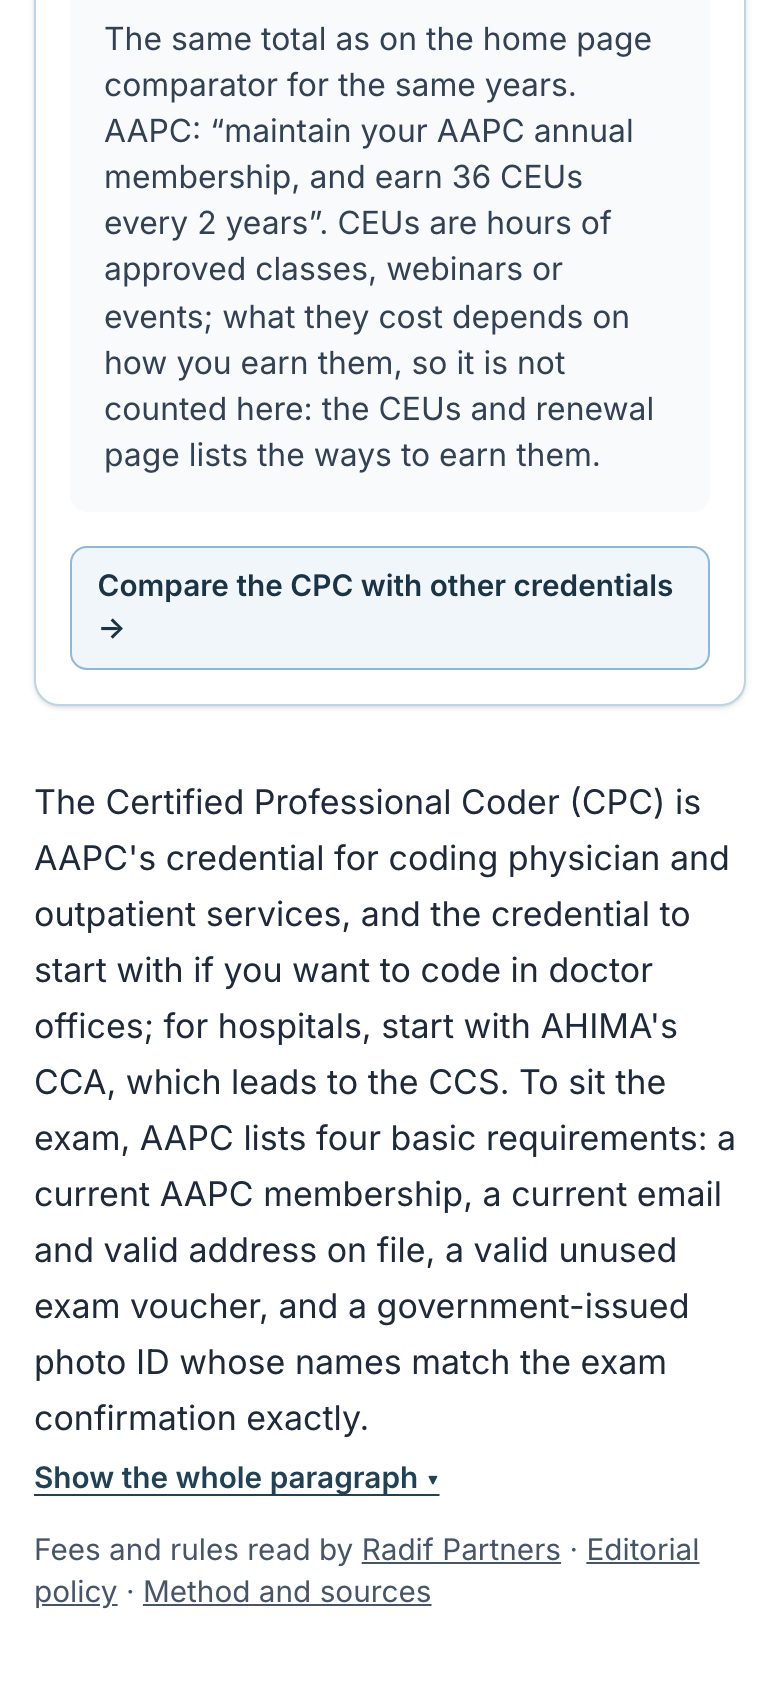 The same total as on the home page
comparator for the same years.
AAPC: “maintain your AAPC annual
membership, and earn 36 CEUs
every 2 years”. CEUs are hours of
approved classes, webinars or
events; what they cost depends on
how you earn them, so it is not
counted here: the CEUs and renewal
page lists the ways to earn them.
Compare the CPC with other credentials
→
The Certified Professional Coder (CPC) is
AAPC's credential for coding physician and
outpatient services, and the credential to
start with if you want to code in doctor
offices; for hospitals, start with AHIMA's
CCA, which leads to the CCS. To sit the
exam, AAPC lists four basic requirements: a
current AAPC membership, a current email
and valid address on file, a valid unused
exam voucher, and a government-issued
photo ID whose names match the exam
confirmation exactly.
Show the whole paragraph ▾
Fees and rules read by Radif Partners · Editorial
policy · Method and sources